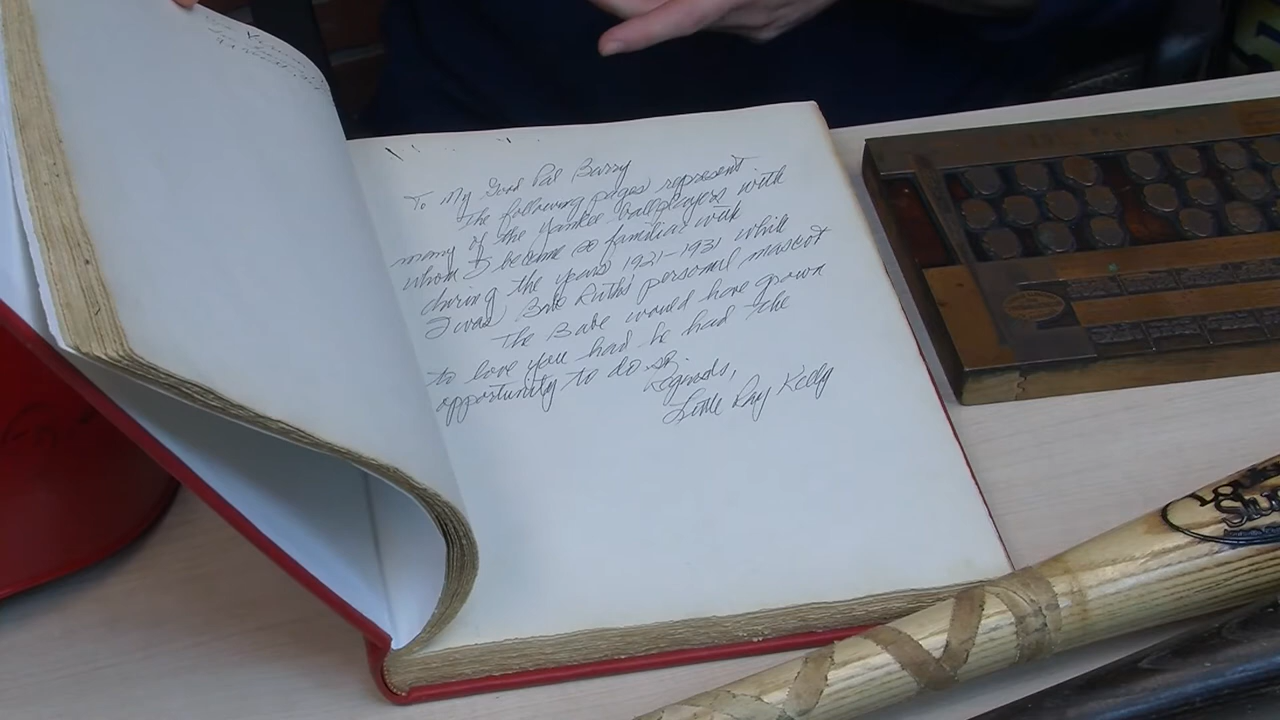 To My Good Pal Barry
The following pages represent
many of the Yankee ballplayers with
whom I became so familiar with
during the years 1921-1931 while
I was Babe Ruth's personal mascot
The Babe would have grown
to love you had he had the
opportunity to do so.
Regards,
Little Ray Kelly